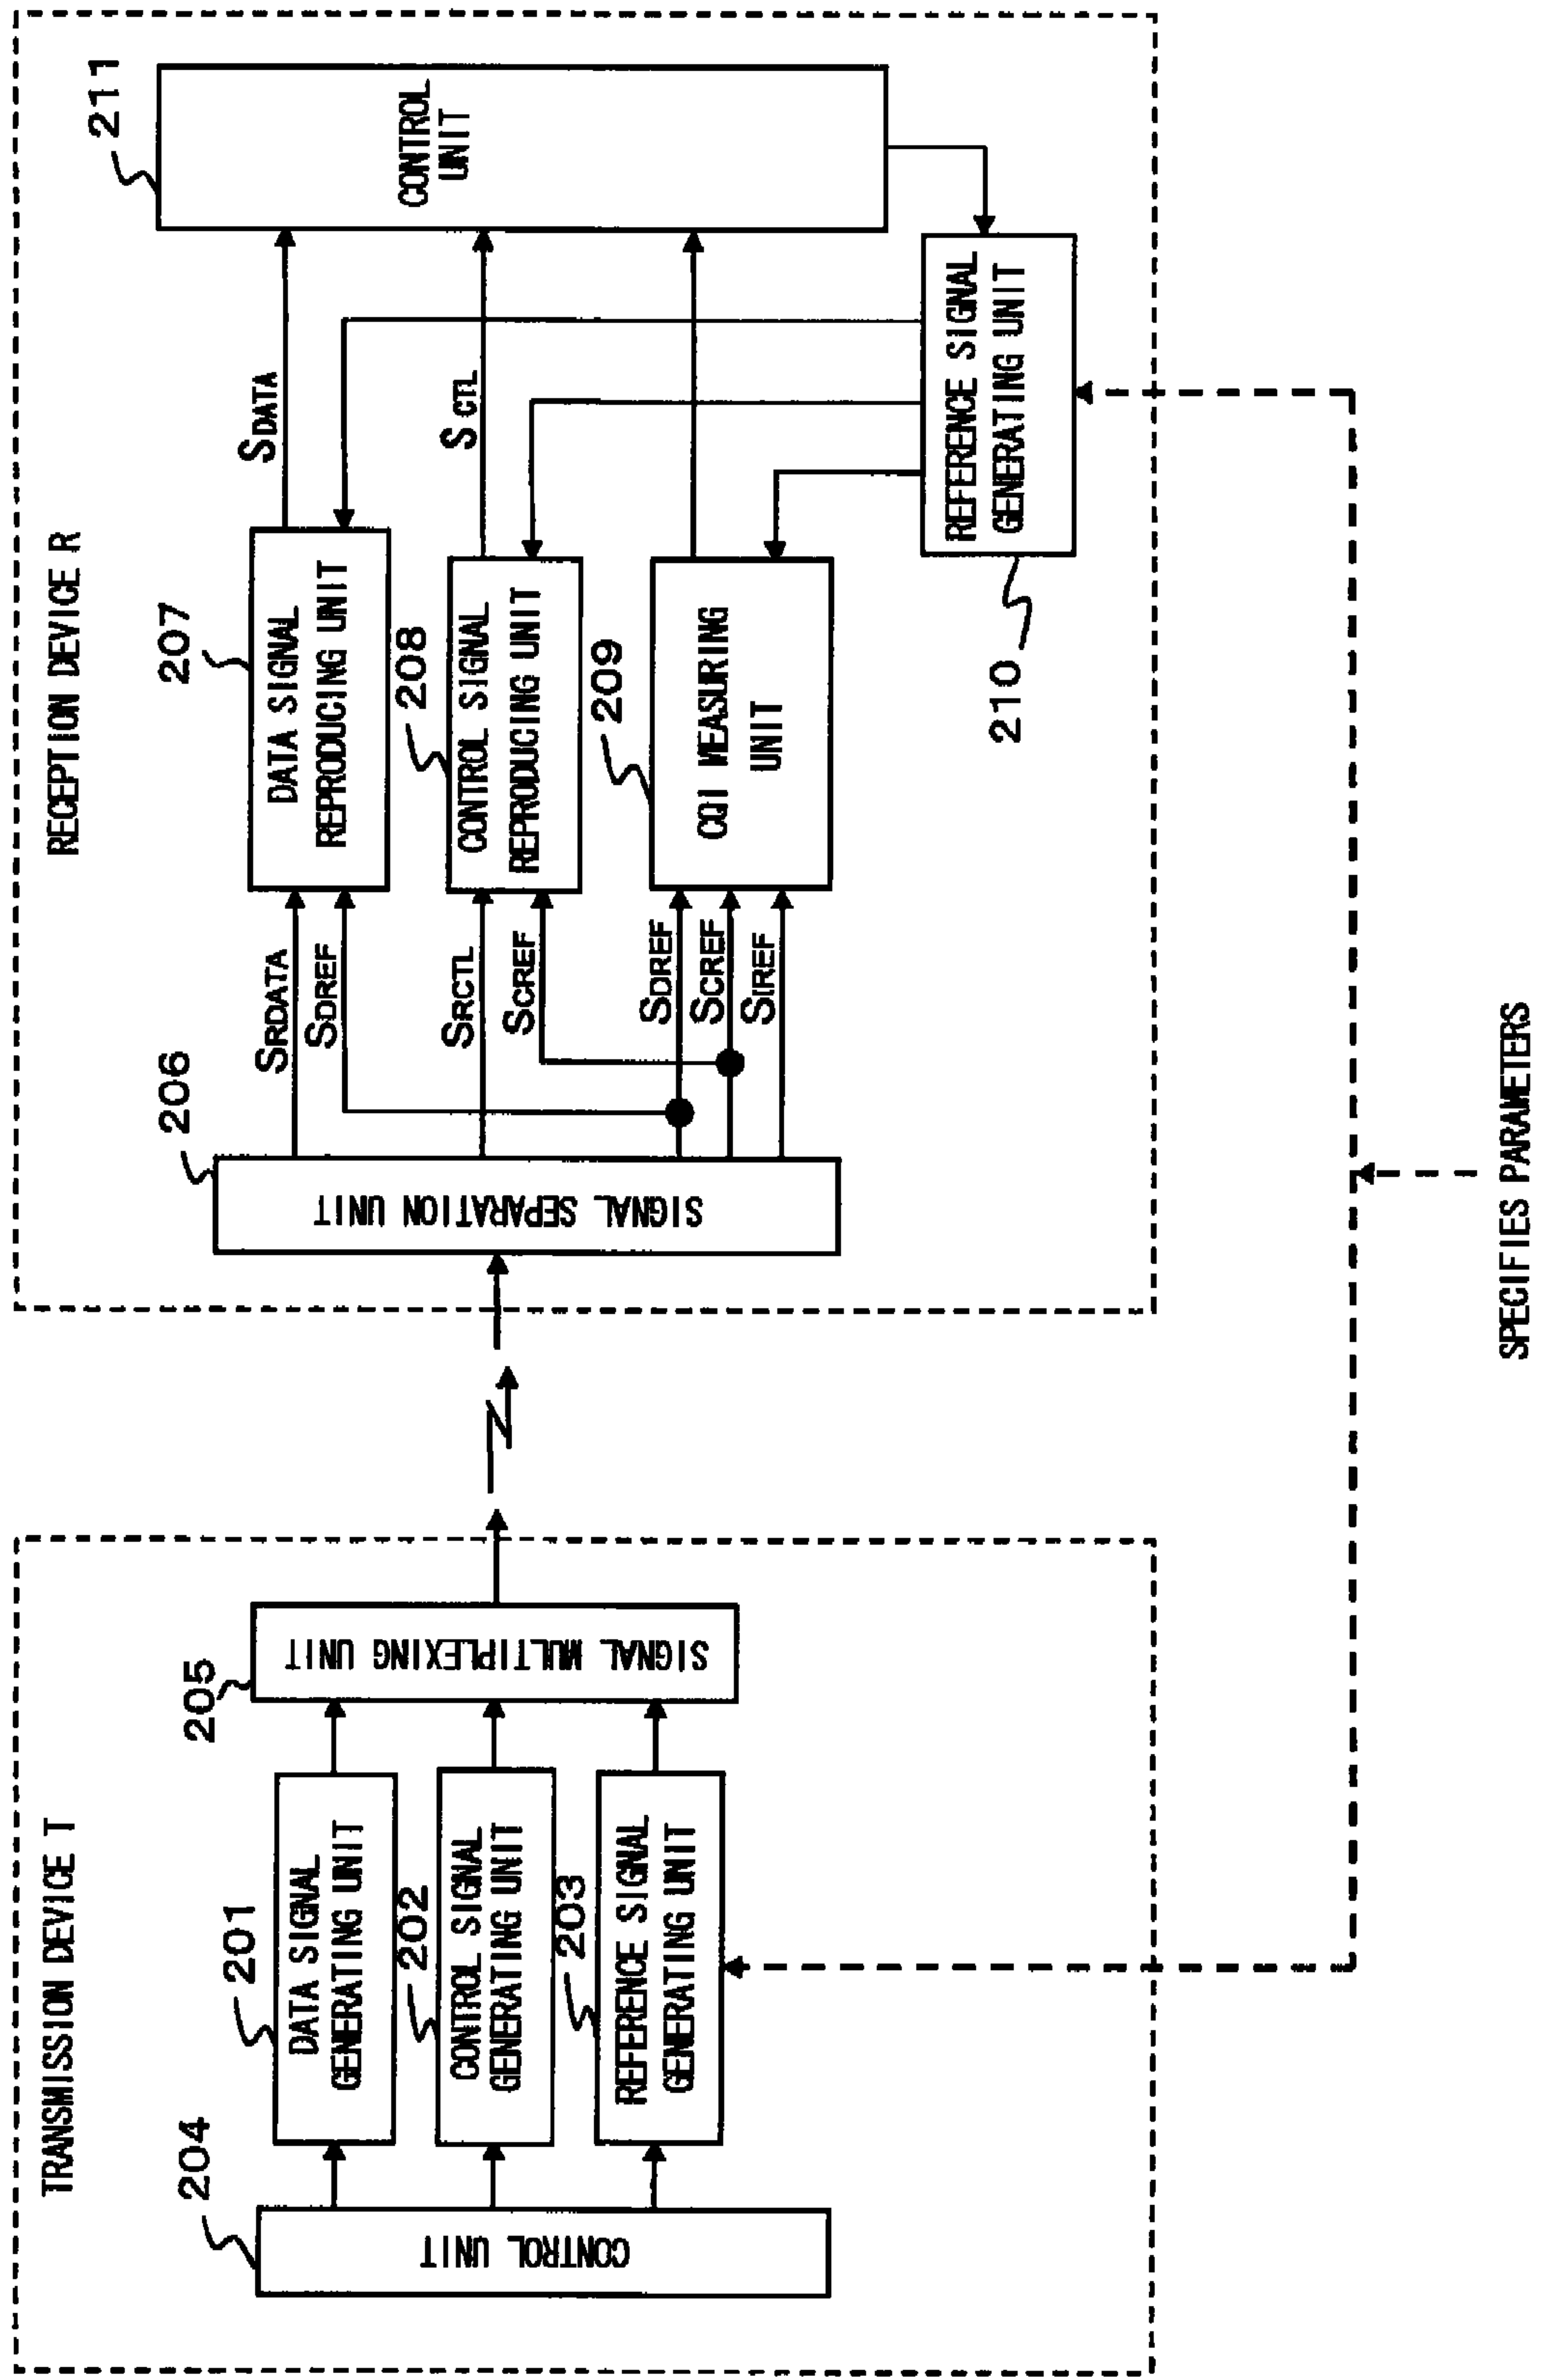 TRANSMISSION DEVICE T
204
CONTROL UNIT
201
DATA SIGNAL
GENERATING UNIT
202
CONTROL SIGNAL
GENERATING UNIT
203
REFERENCE SIGNAL
GENERATING UNIT
205
SIGNAL MULTIPLEXING UNIT
RECEPTION DEVICE R
206
SIGNAL SEPARATION UNIT
SRDATA
SDREF
SRCTL
SCREF
SDREF
SCREF
SIREF
207
DATA SIGNAL
REPRODUCING UNIT
208
CONTROL SIGNAL
REPRODUCING UNIT
209
CQI MEASURING
UNIT
SDATA
SCTL
210
REFERENCE SIGNAL
GENERATING UNIT
211
CONTROL
UNIT
SPECIFIES PARAMETERS